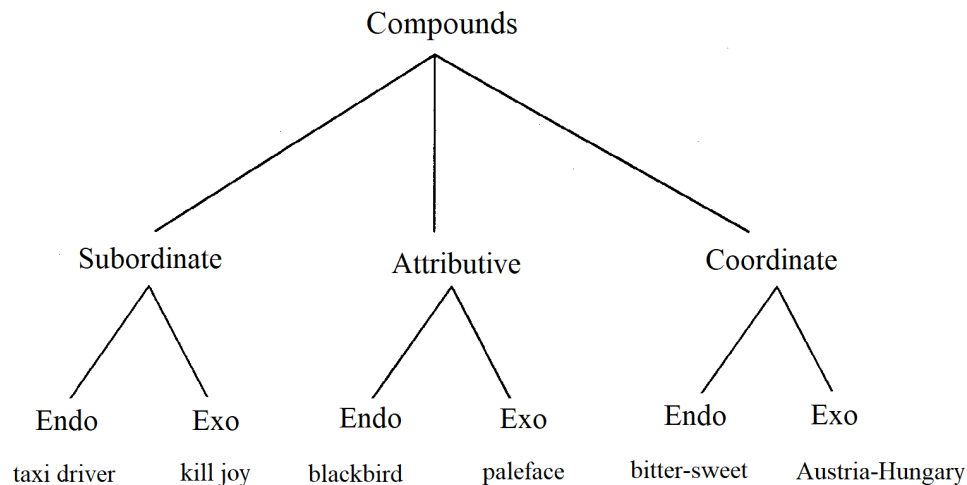 Compounds
Subordinate Attributive Coordinate
Endo Exo Endo Exo Endo Exo
taxi driver kill joy blackbird paleface bitter-sweet Austria-Hungary